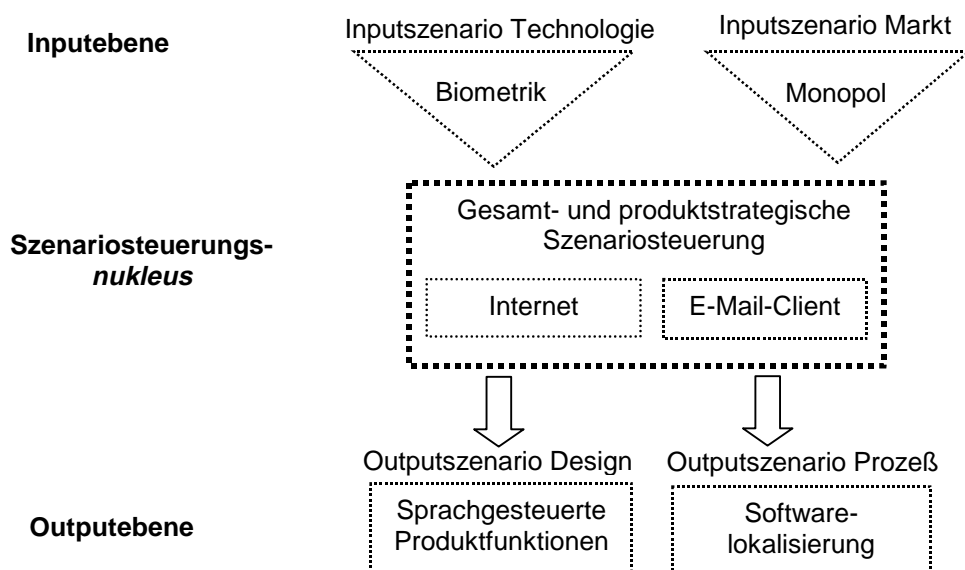 Inputebene
Inputszenario Technologie
Inputszenario Markt
Biometrik
Monopol
Szenariosteuerungs-
nukleus
Gesamt- und produktstrategische
Szenariosteuerung
Internet
E-Mail-Client
Outputszenario Design
Outputszenario Prozeß
Outputebene
Sprachgesteuerte
Produktfunktionen
Software-
lokalisierung